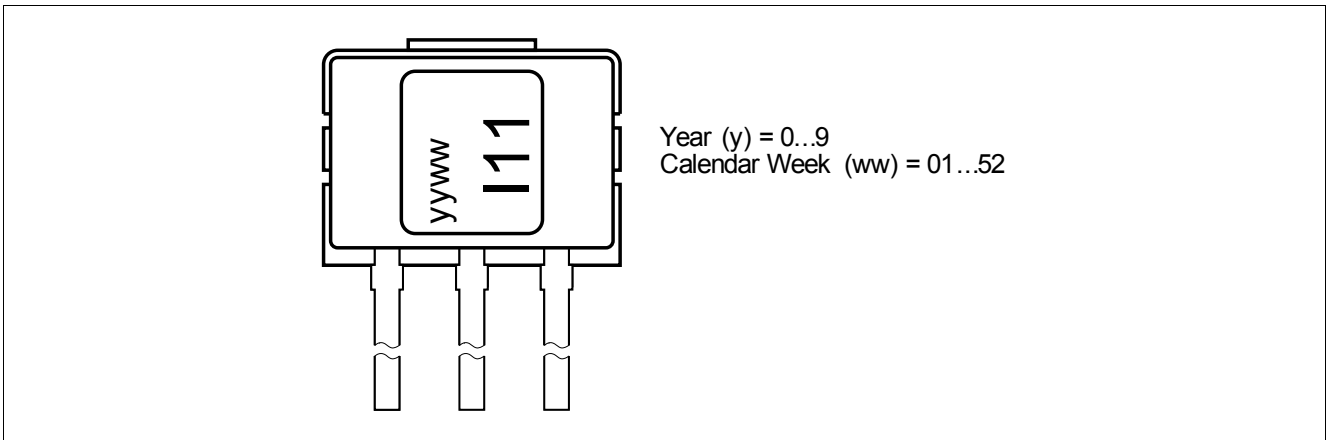 yyww
I11
Year (y) = 0...9
Calendar Week (ww) = 01...52